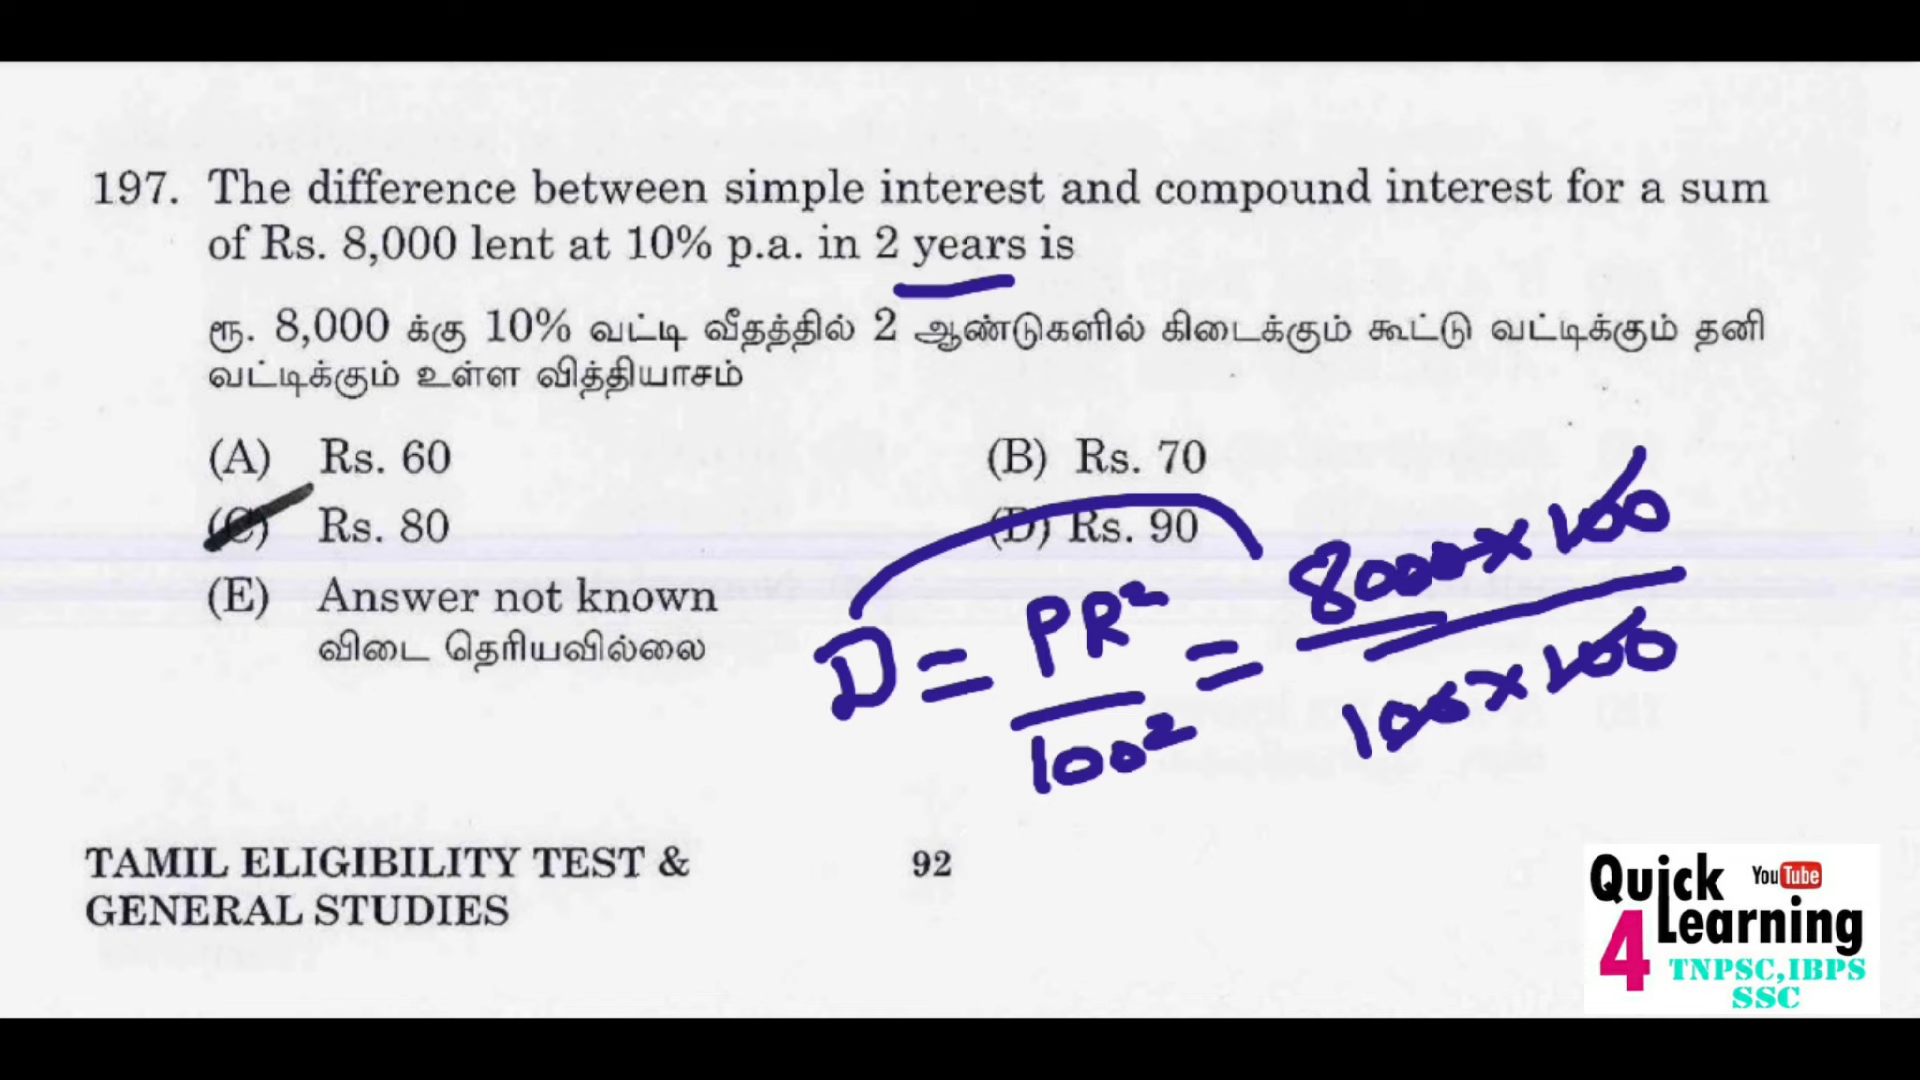 197. The difference between simple interest and compound interest for a sum
of Rs. 8,000 lent at 10% p.a. in 2 years is
ரூ. 8,000 க்கு 10% வட்டி வீதத்தில் 2 ஆண்டுகளில் கிடைக்கும் கூட்டு வட்டிக்கும் தனி
வட்டிக்கும் உள்ள வித்தியாசம்
(A) Rs. 60 (B) Rs. 70
(C) Rs. 80 (D) Rs. 90
(E) Answer not known
விடை தெரியவில்லை
D = PR² / 100² = 8000 x 100 / 100 x 100
TAMIL ELIGIBILITY TEST & 92
GENERAL STUDIES
Quick YouTube
4 Learning
TNPSC,IBPS
SSC